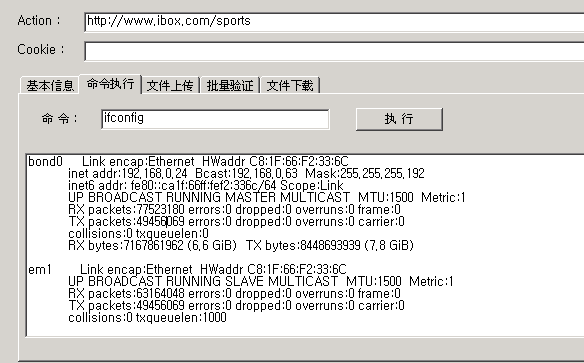 Action : http://www.ibox.com/sports
Cookie :
基本信息 命令执行 文件上传 批量验证 文件下载
命 令 : ifconfig 执 行
bond0 Link encap:Ethernet HWaddr C8:1F:66:F2:33:6C
inet addr:192,168,0,24 Bcast:192,168,0,63 Mask:255,255,255,192
inet6 addr: fe80::ca1f:66ff:fef2:336c/64 Scope:Link
UP BROADCAST RUNNING MASTER MULTICAST MTU:1500 Metric:1
RX packets:77523180 errors:0 dropped:0 overruns:0 frame:0
TX packets:49456069 errors:0 dropped:0 overruns:0 carrier:0
collisions:0 txqueuelen:0
RX bytes:7167861962 (6,6 GiB) TX bytes:8448693939 (7,8 GiB)
em1 Link encap:Ethernet HWaddr C8:1F:66:F2:33:6C
UP BROADCAST RUNNING SLAVE MULTICAST MTU:1500 Metric:1
RX packets:63164048 errors:0 dropped:0 overruns:0 frame:0
TX packets:49456069 errors:0 dropped:0 overruns:0 carrier:0
collisions:0 txqueuelen:1000